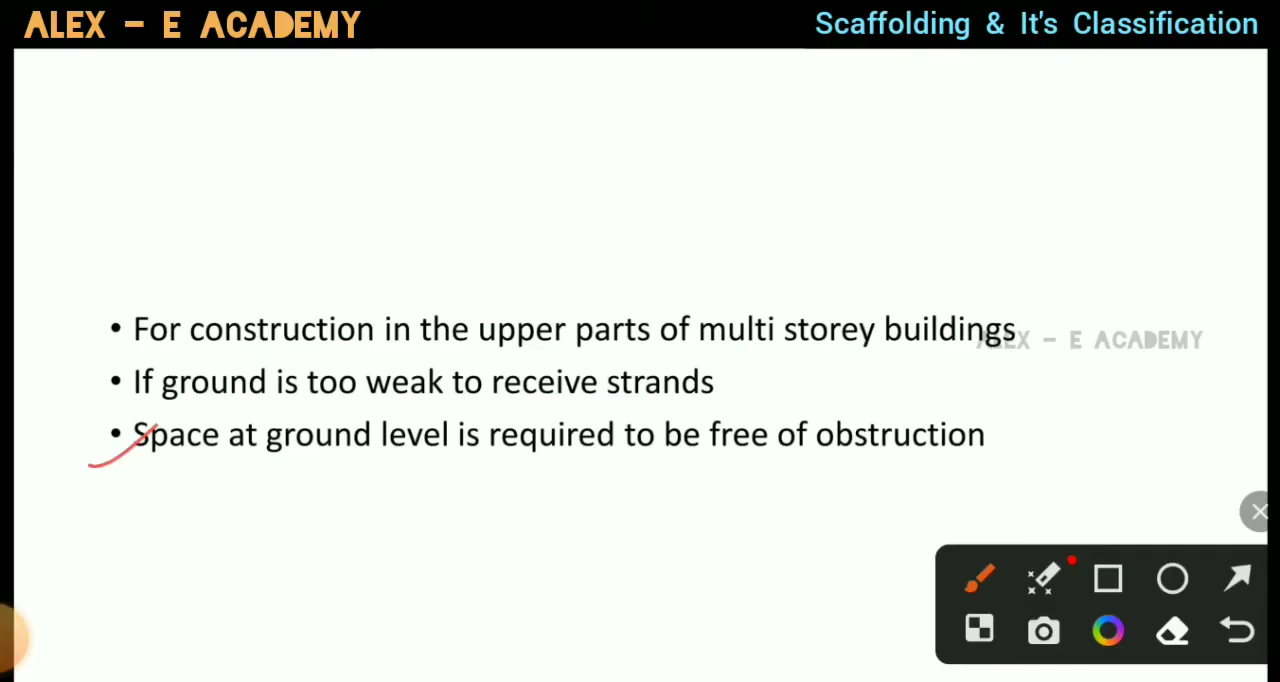 ALEX - E ACADEMY
Scaffolding & It's Classification
• For construction in the upper parts of multi storey buildings
ALEX - E ACADEMY
• If ground is too weak to receive strands
• Space at ground level is required to be free of obstruction